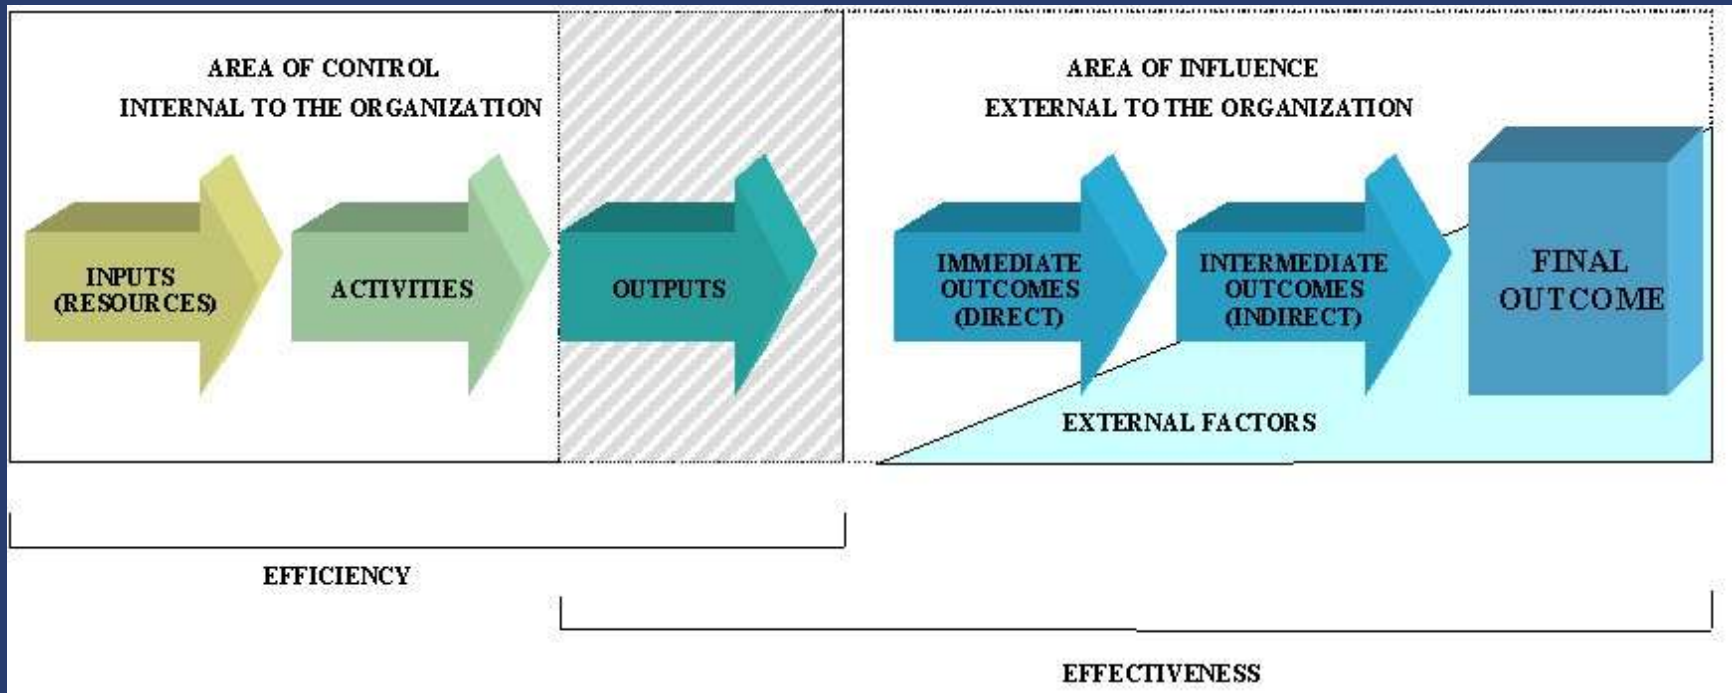 AREA OF CONTROL
INTERNAL TO THE ORGANIZATION
AREA OF INFLUENCE
EXTERNAL TO THE ORGANIZATION
INPUTS
(RESOURCES)
ACTIVITIES
OUTPUTS
IMMEDIATE
OUTCOMES
(DIRECT)
INTERMEDIATE
OUTCOMES
(INDIRECT)
FINAL
OUTCOME
EXTERNAL FACTORS
EFFICIENCY
EFFECTIVENESS